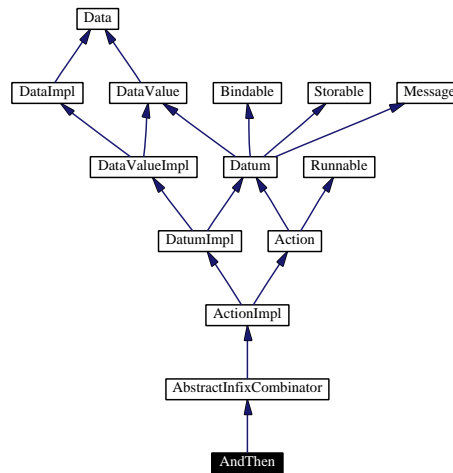 Data
DataImpl
DataValue
Bindable
Storable
Message
DataValueImpl
Datum
Runnable
DatumImpl
Action
ActionImpl
AbstractInfixCombinator
AndThen